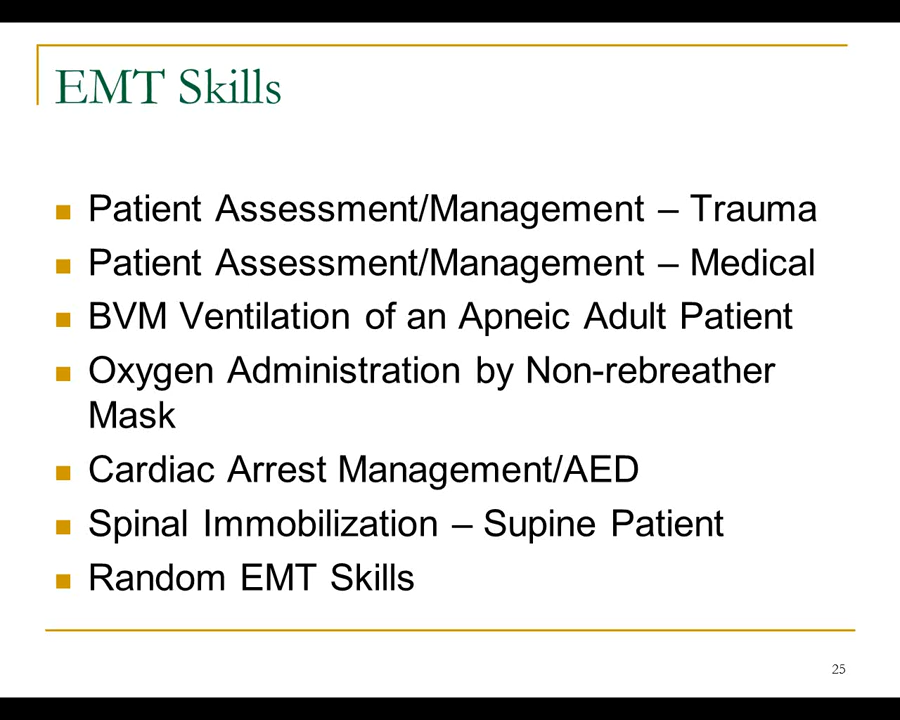 EMT Skills
Patient Assessment/Management – Trauma
Patient Assessment/Management – Medical
BVM Ventilation of an Apneic Adult Patient
Oxygen Administration by Non-rebreather
Mask
Cardiac Arrest Management/AED
Spinal Immobilization – Supine Patient
Random EMT Skills
25